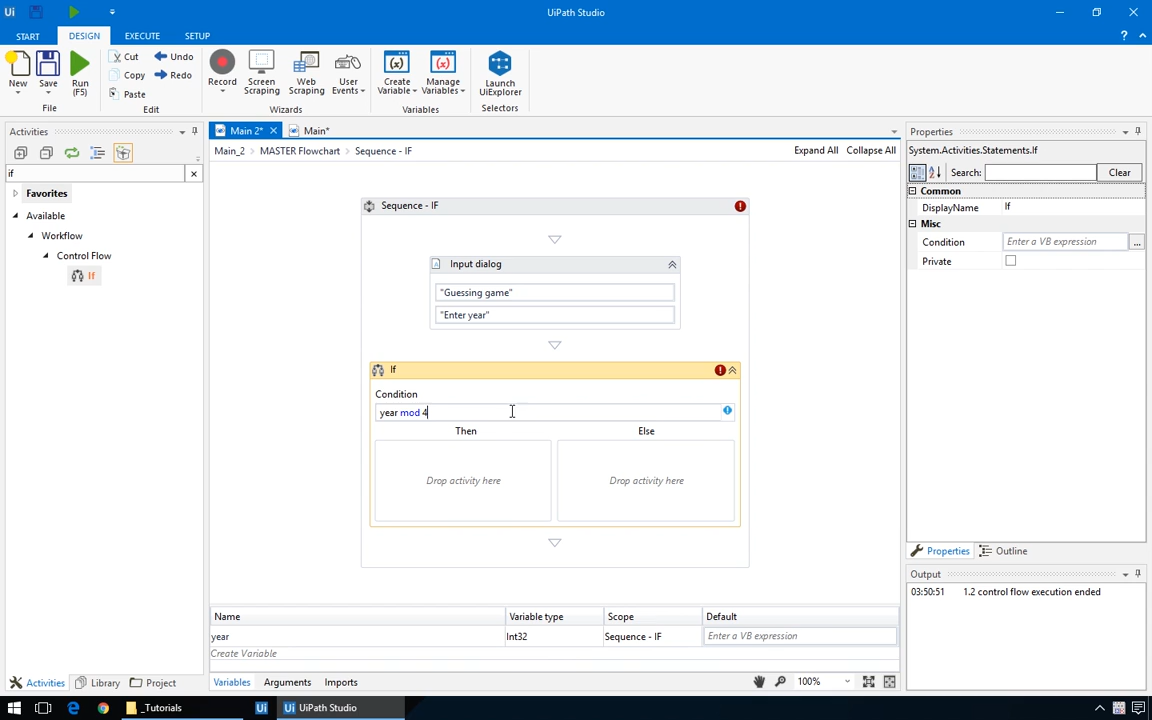 Ui
UiPath Studio
START
DESIGN
EXECUTE
SETUP
?
New
Save
Run
(F5)
Cut
Copy
Paste
Undo
Redo
Record
Screen
Scraping
Web
Scraping
User
Events
Create
Variable
Manage
Variables
Launch
UiExplorer
File
Edit
Wizards
Variables
Selectors
Activities
if
Favorites
Available
Workflow
Control Flow
If
Main 2*
Main*
Main_2 > MASTER Flowchart > Sequence - IF
Expand All
Collapse All
Sequence - IF
Input dialog
"Guessing game"
"Enter year"
If
Condition
year mod 4
Then
Else
Drop activity here
Drop activity here
Name
Variable type
Scope
Default
year
Int32
Sequence - IF
Enter a VB expression
Create Variable
Variables
Arguments
Imports
100%
Properties
System.Activities.Statements.If
Search:
Clear
Common
DisplayName
If
Misc
Condition
Enter a VB expression
...
Private
Properties
Outline
Output
03:50:51
1.2 control flow execution ended
Activities
Library
Project
_Tutorials
Ui
Ui
UiPath Studio